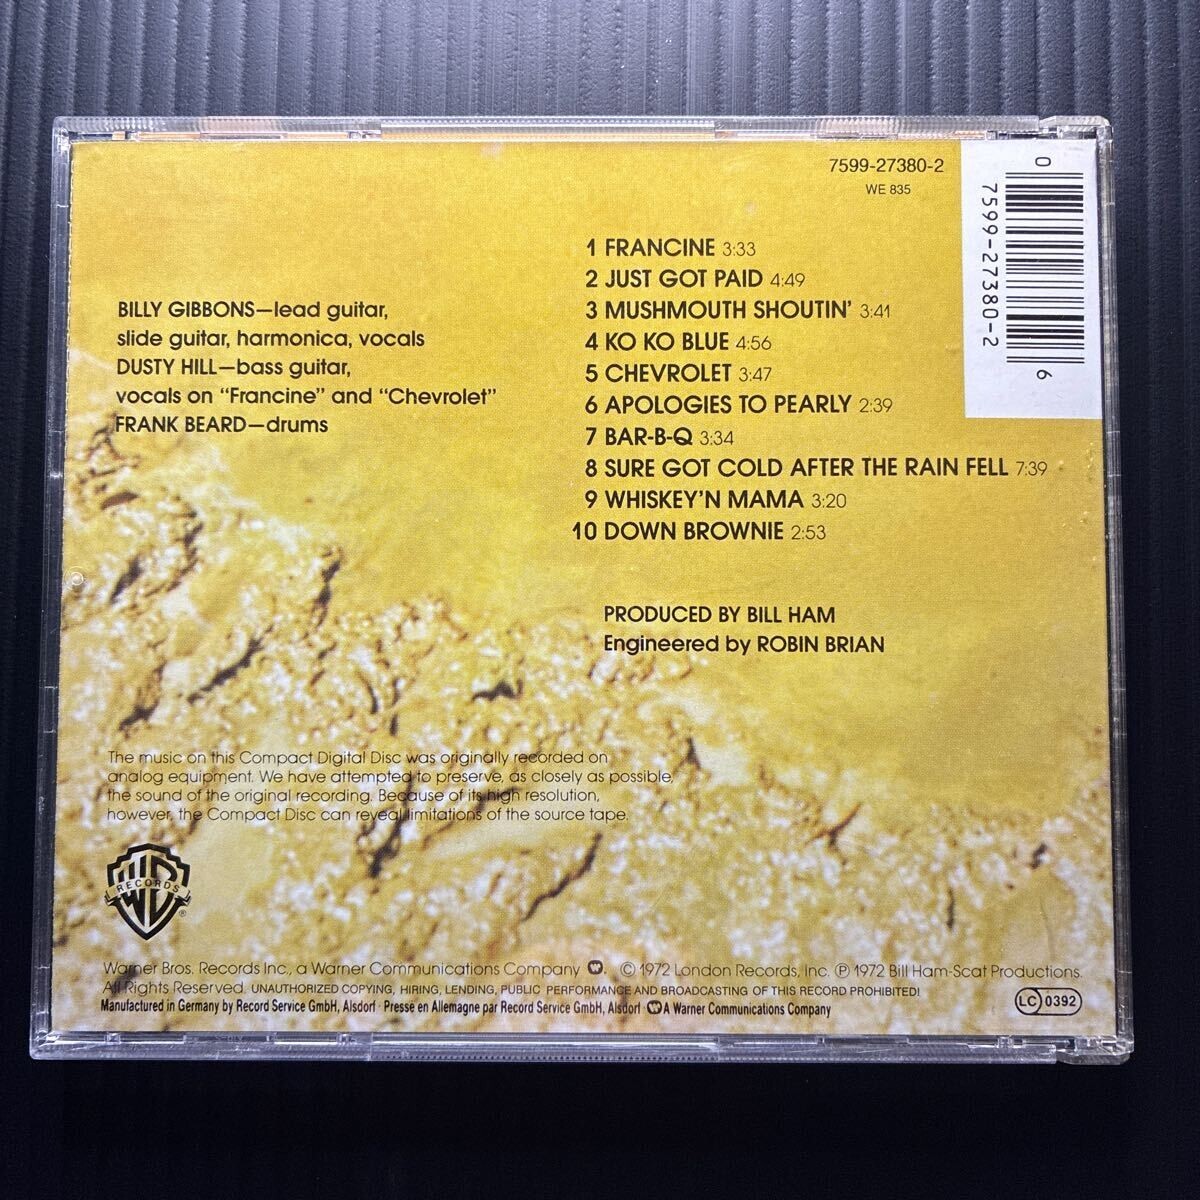 7599-27380-2
WE 835
0
7599-27380-2
6
1 FRANCINE 3:33
2 JUST GOT PAID 4:49
3 MUSHMOUTH SHOUTIN' 3:41
4 KO KO BLUE 4:56
5 CHEVROLET 3:47
6 APOLOGIES TO PEARLY 2:39
7 BAR-B-Q 3:34
8 SURE GOT COLD AFTER THE RAIN FELL 7:39
9 WHISKEY'N MAMA 3:20
10 DOWN BROWNIE 2:53
BILLY GIBBONS—lead guitar,
slide guitar, harmonica, vocals
DUSTY HILL—bass guitar,
vocals on “Francine” and “Chevrolet”
FRANK BEARD—drums
PRODUCED BY BILL HAM
Engineered by ROBIN BRIAN
The music on this Compact Digital Disc was originally recorded on
analog equipment. We have attempted to preserve, as closely as possible,
the sound of the original recording. Because of its high resolution,
however, the Compact Disc can reveal limitations of the source tape.
WB
RECORDS
®
Warner Bros. Records Inc., a Warner Communications Company. © 1972 London Records, Inc. ℗ 1972 Bill Ham-Scat Productions.
All Rights Reserved. UNAUTHORIZED COPYING, HIRING, LENDING, PUBLIC PERFORMANCE AND BROADCASTING OF THIS RECORD PROHIBITED!
Manufactured in Germany by Record Service GmbH, Alsdorf · Presse en Allemagne par Record Service GmbH, Alsdorf · A Warner Communications Company
LC 0392